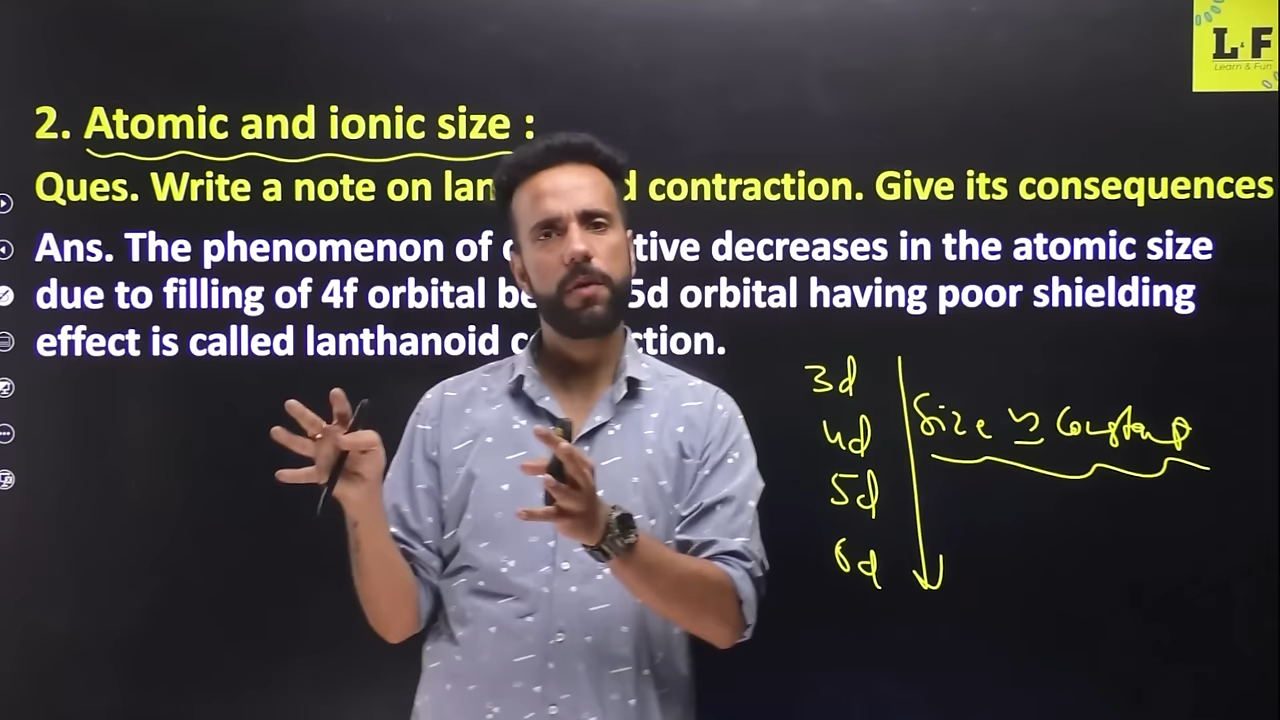 L&F
Learn & Fun
2. Atomic and ionic size :
Ques. Write a note on lan d contraction. Give its consequences
Ans. The phenomenon of tive decreases in the atomic size
due to filling of 4f orbital be 5d orbital having poor shielding
effect is called lanthanoid c ction.
3d
4d
5d
6d
Size ≃ Constant